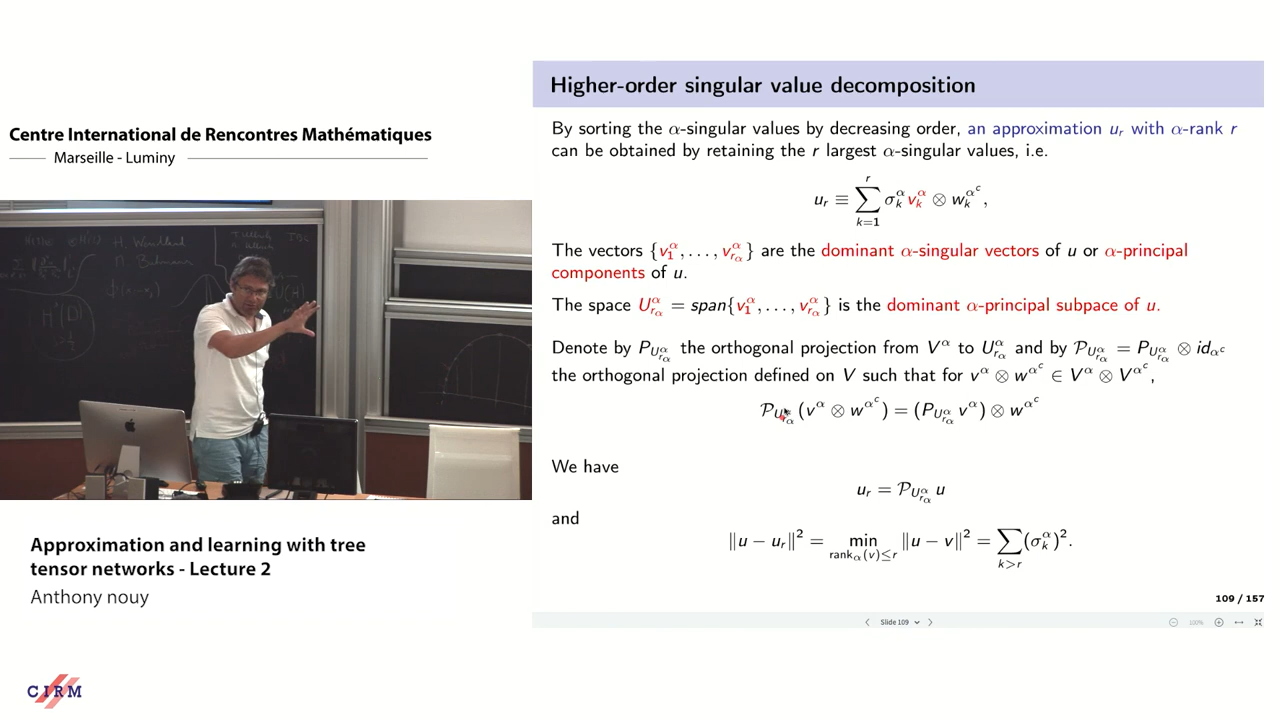 Centre International de Rencontres Mathématiques
Marseille - Luminy
H. Wendland
Approximation and learning with tree
tensor networks - Lecture 2
Anthony nouy
CIRM
Higher-order singular value decomposition
By sorting the α-singular values by decreasing order, an approximation u_r with α-rank r
can be obtained by retaining the r largest α-singular values, i.e.
u_r ≡ ∑_{k=1}^{r} σ_k^α v_k^α ⊗ w_k^{α^c},
The vectors {v_1^α, . . . , v_{r_α}^α} are the dominant α-singular vectors of u or α-principal
components of u.
The space U_{r_α}^α = span{v_1^α, . . . , v_{r_α}^α} is the dominant α-principal subpace of u.
Denote by P_{U_{r_α}^α} the orthogonal projection from V^α to U_{r_α}^α and by 𝒫_{U_{r_α}^α} = P_{U_{r_α}^α} ⊗ id_{α^c}
the orthogonal projection defined on V such that for v^α ⊗ w^{α^c} ∈ V^α ⊗ V^{α^c},
𝒫_{U_{r_α}^α}(v^α ⊗ w^{α^c}) = (P_{U_{r_α}^α} v^α) ⊗ w^{α^c}
We have
u_r = 𝒫_{U_{r_α}^α} u
and
‖u − u_r‖² = min_{rank_α(v)≤r} ‖u − v‖² = ∑_{k>r} (σ_k^α)².
109 / 157
Slide 109
100%